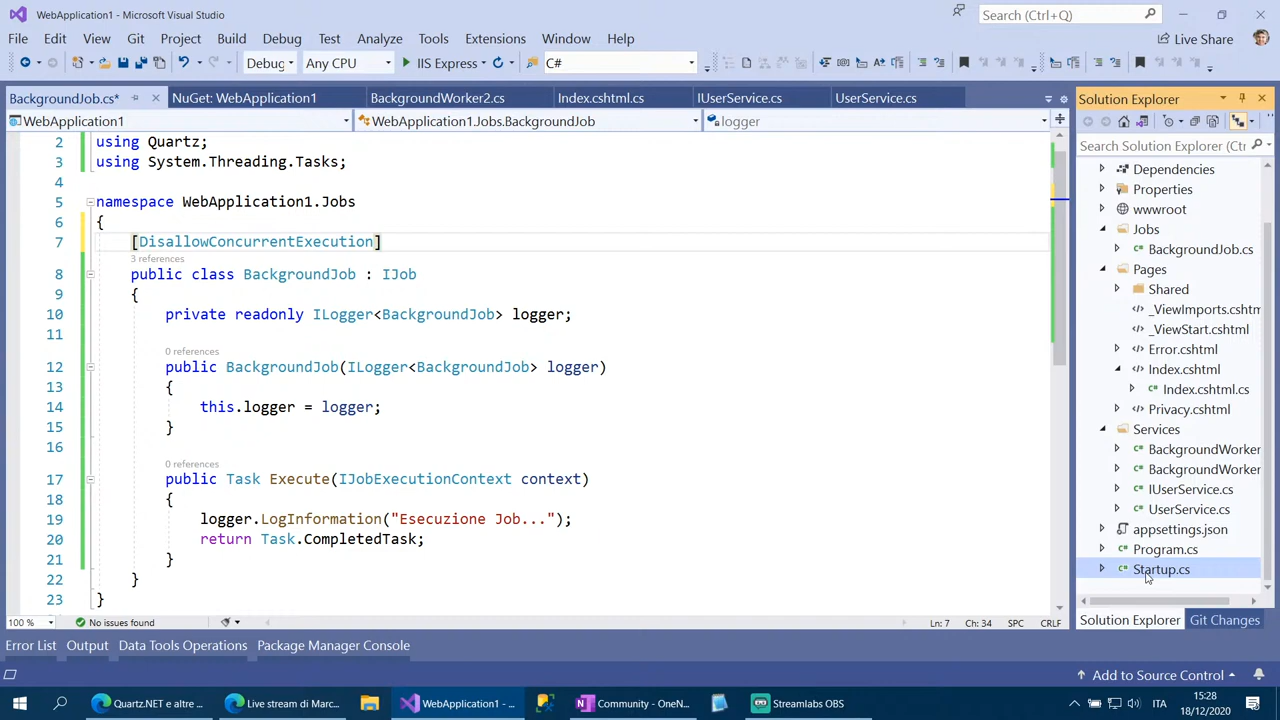 WebApplication1 - Microsoft Visual Studio
Search (Ctrl+Q)
File Edit View Git Project Build Debug Test Analyze Tools Extensions Window Help
Live Share
Debug Any CPU IIS Express C#
BackgroundJob.cs* NuGet: WebApplication1 BackgroundWorker2.cs Index.cshtml.cs IUserService.cs UserService.cs
WebApplication1 WebApplication1.Jobs.BackgroundJob logger
2 using Quartz;
3 using System.Threading.Tasks;
4
5 namespace WebApplication1.Jobs
6 {
7 [DisallowConcurrentExecution]
3 references
8 public class BackgroundJob : IJob
9 {
10 private readonly ILogger<BackgroundJob> logger;
11
0 references
12 public BackgroundJob(ILogger<BackgroundJob> logger)
13 {
14 this.logger = logger;
15 }
16
0 references
17 public Task Execute(IJobExecutionContext context)
18 {
19 logger.LogInformation("Esecuzione Job...");
20 return Task.CompletedTask;
21 }
22 }
23 }
100 % No issues found Ln: 7 Ch: 34 SPC CRLF
Solution Explorer
Search Solution Explorer (Ctrl
Dependencies
Properties
wwwroot
Jobs
BackgroundJob.cs
Pages
Shared
_ViewImports.cshtm
_ViewStart.cshtml
Error.cshtml
Index.cshtml
Index.cshtml.cs
Privacy.cshtml
Services
BackgroundWorker
BackgroundWorker
IUserService.cs
UserService.cs
appsettings.json
Program.cs
Startup.cs
Solution Explorer Git Changes
Error List Output Data Tools Operations Package Manager Console
Add to Source Control
Quartz.NET e altre ... Live stream di Marc... WebApplication1 - ... Community - OneN... Streamlabs OBS
ITA
15:28
18/12/2020